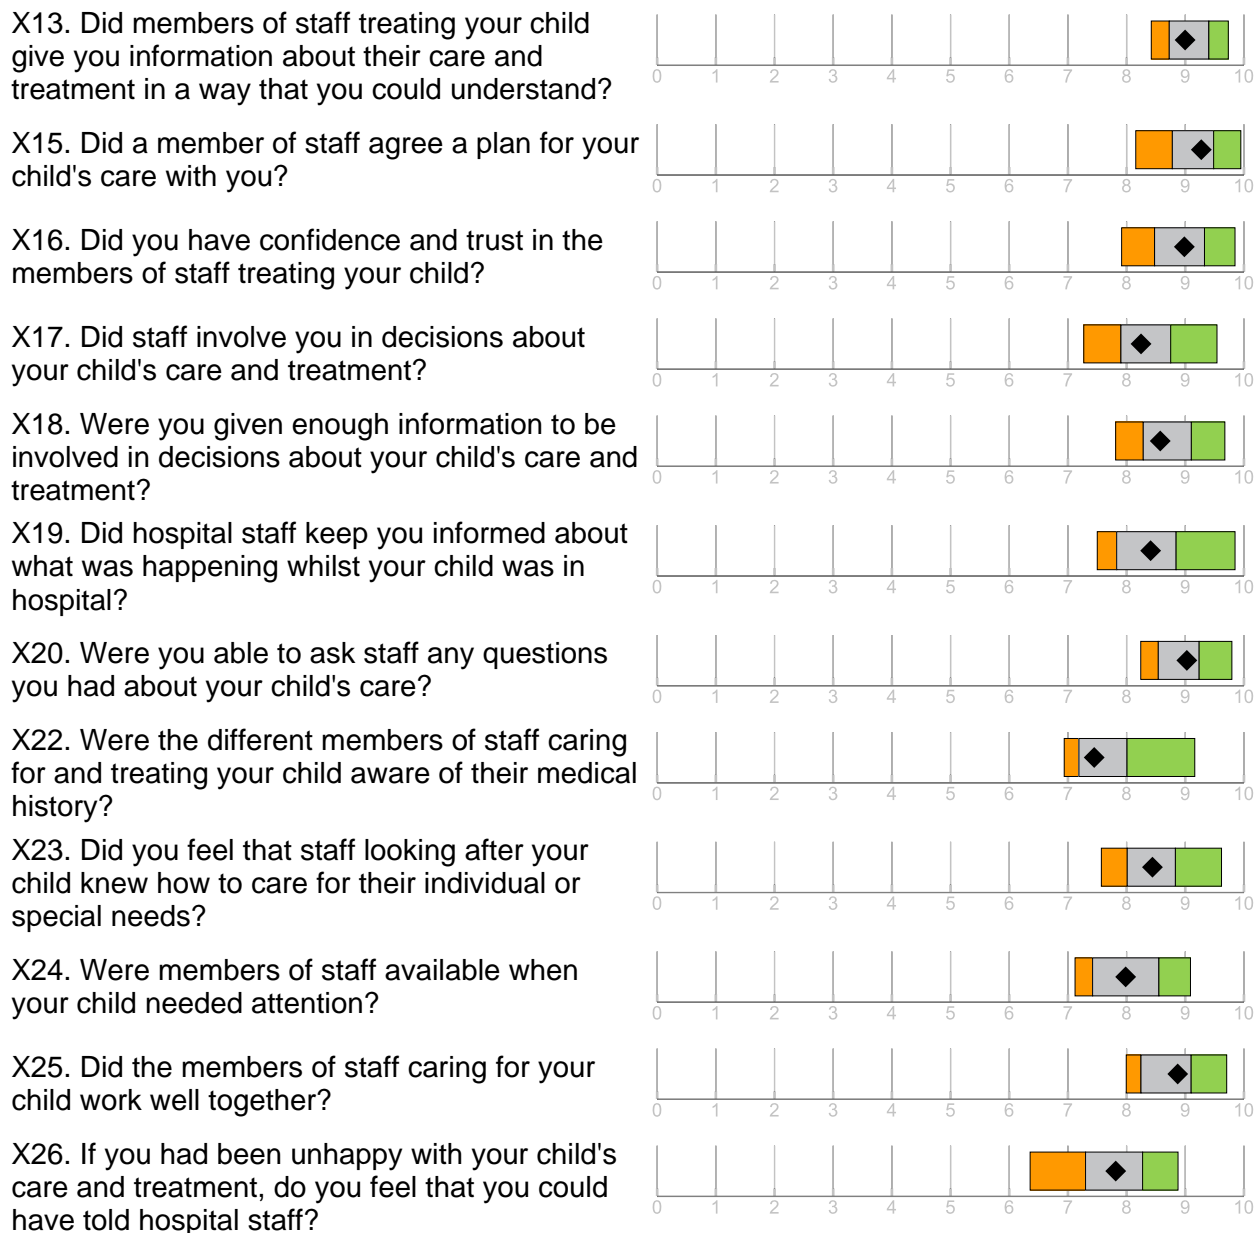 X13. Did members of staff treating your child
give you information about their care and
treatment in a way that you could understand?
0 1 2 3 4 5 6 7 8 9 10
X15. Did a member of staff agree a plan for your
child's care with you?
0 1 2 3 4 5 6 7 8 9 10
X16. Did you have confidence and trust in the
members of staff treating your child?
0 1 2 3 4 5 6 7 8 9 10
X17. Did staff involve you in decisions about
your child's care and treatment?
0 1 2 3 4 5 6 7 8 9 10
X18. Were you given enough information to be
involved in decisions about your child's care and
treatment?
0 1 2 3 4 5 6 7 8 9 10
X19. Did hospital staff keep you informed about
what was happening whilst your child was in
hospital?
0 1 2 3 4 5 6 7 8 9 10
X20. Were you able to ask staff any questions
you had about your child's care?
0 1 2 3 4 5 6 7 8 9 10
X22. Were the different members of staff caring
for and treating your child aware of their medical
history?
0 1 2 3 4 5 6 7 8 9 10
X23. Did you feel that staff looking after your
child knew how to care for their individual or
special needs?
0 1 2 3 4 5 6 7 8 9 10
X24. Were members of staff available when
your child needed attention?
0 1 2 3 4 5 6 7 8 9 10
X25. Did the members of staff caring for your
child work well together?
0 1 2 3 4 5 6 7 8 9 10
X26. If you had been unhappy with your child's
care and treatment, do you feel that you could
have told hospital staff?
0 1 2 3 4 5 6 7 8 9 10